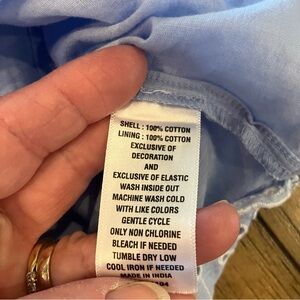 SHELL : 100% COTTON
LINING : 100% COTTON
EXCLUSIVE OF
DECORATION
AND
EXCLUSIVE OF ELASTIC
WASH INSIDE OUT
MACHINE WASH COLD
WITH LIKE COLORS
GENTLE CYCLE
ONLY NON CHLORINE
BLEACH IF NEEDED
TUMBLE DRY LOW
COOL IRON IF NEEDED
MADE IN INDIA